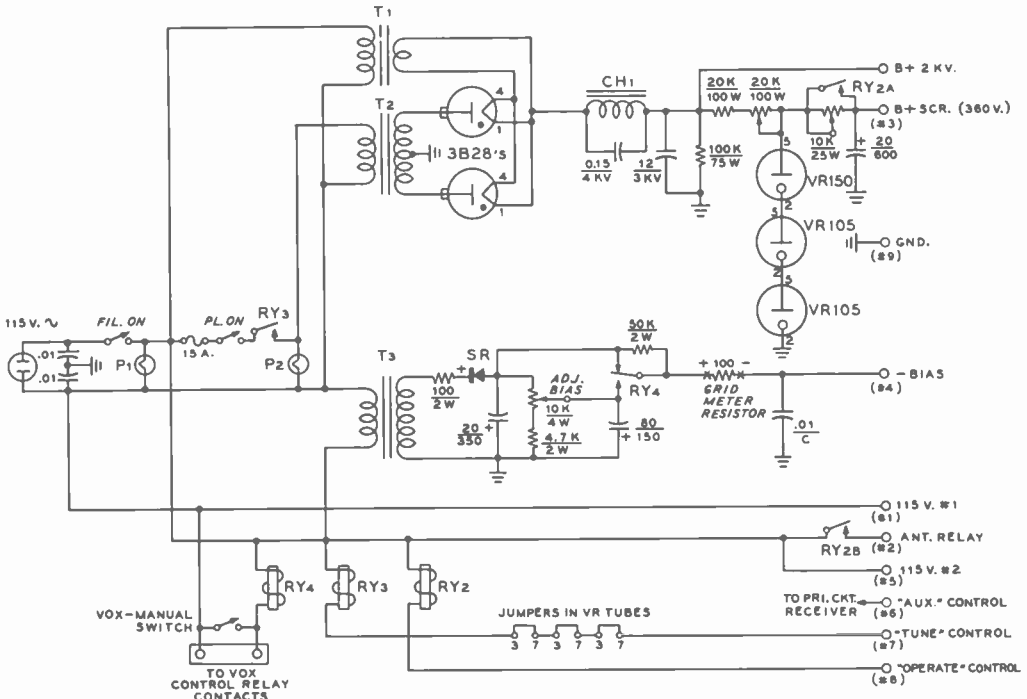 T1
T2
4
1
3B28's
4
1
CH1
0.15
4 KV
12
3 KV
20 K
100 W
20 K
100 W
100 K
75 W
RY2A
10K
25W
+ 20
600
B+ 2 KV.
B+ SCR. (360 V.)
(#3)
5
VR150
2
5
VR105
2
5
VR105
2
GND.
(#9)
115 V. ~
FIL. ON
PL. ON
RY3
15 A.
.01
.01
P1
P2
T3
100
2 W
+
SR
20
350
+
ADJ.
BIAS
10 K
4 W
4.7K
2 W
50 K
2 W
RY4
80
+ 150
+ 100 -
GRID
METER
RESISTOR
.01
C
- BIAS
(#4)
115 V. #1
(#1)
RY2B
ANT. RELAY
(#2)
115 V. #2
(#5)
TO PRI. CKT.
RECEIVER
"AUX." CONTROL
(#6)
RY4
RY3
RY2
VOX-MANUAL
SWITCH
JUMPERS IN VR TUBES
3 7 3 7 3 7
"TUNE" CONTROL
(#7)
"OPERATE" CONTROL
(#8)
TO VOX
CONTROL RELAY
CONTACTS